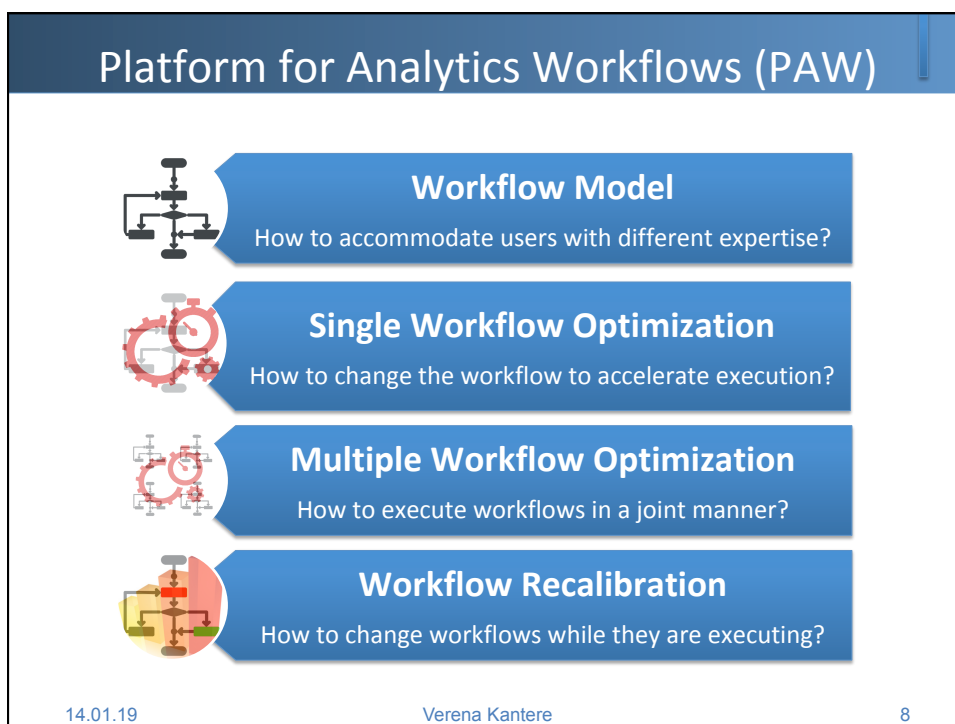 Platform for Analytics Workflows (PAW)
Workflow Model
How to accommodate users with different expertise?
Single Workflow Optimization
How to change the workflow to accelerate execution?
Multiple Workflow Optimization
How to execute workflows in a joint manner?
Workflow Recalibration
How to change workflows while they are executing?
14.01.19
Verena Kantere
8